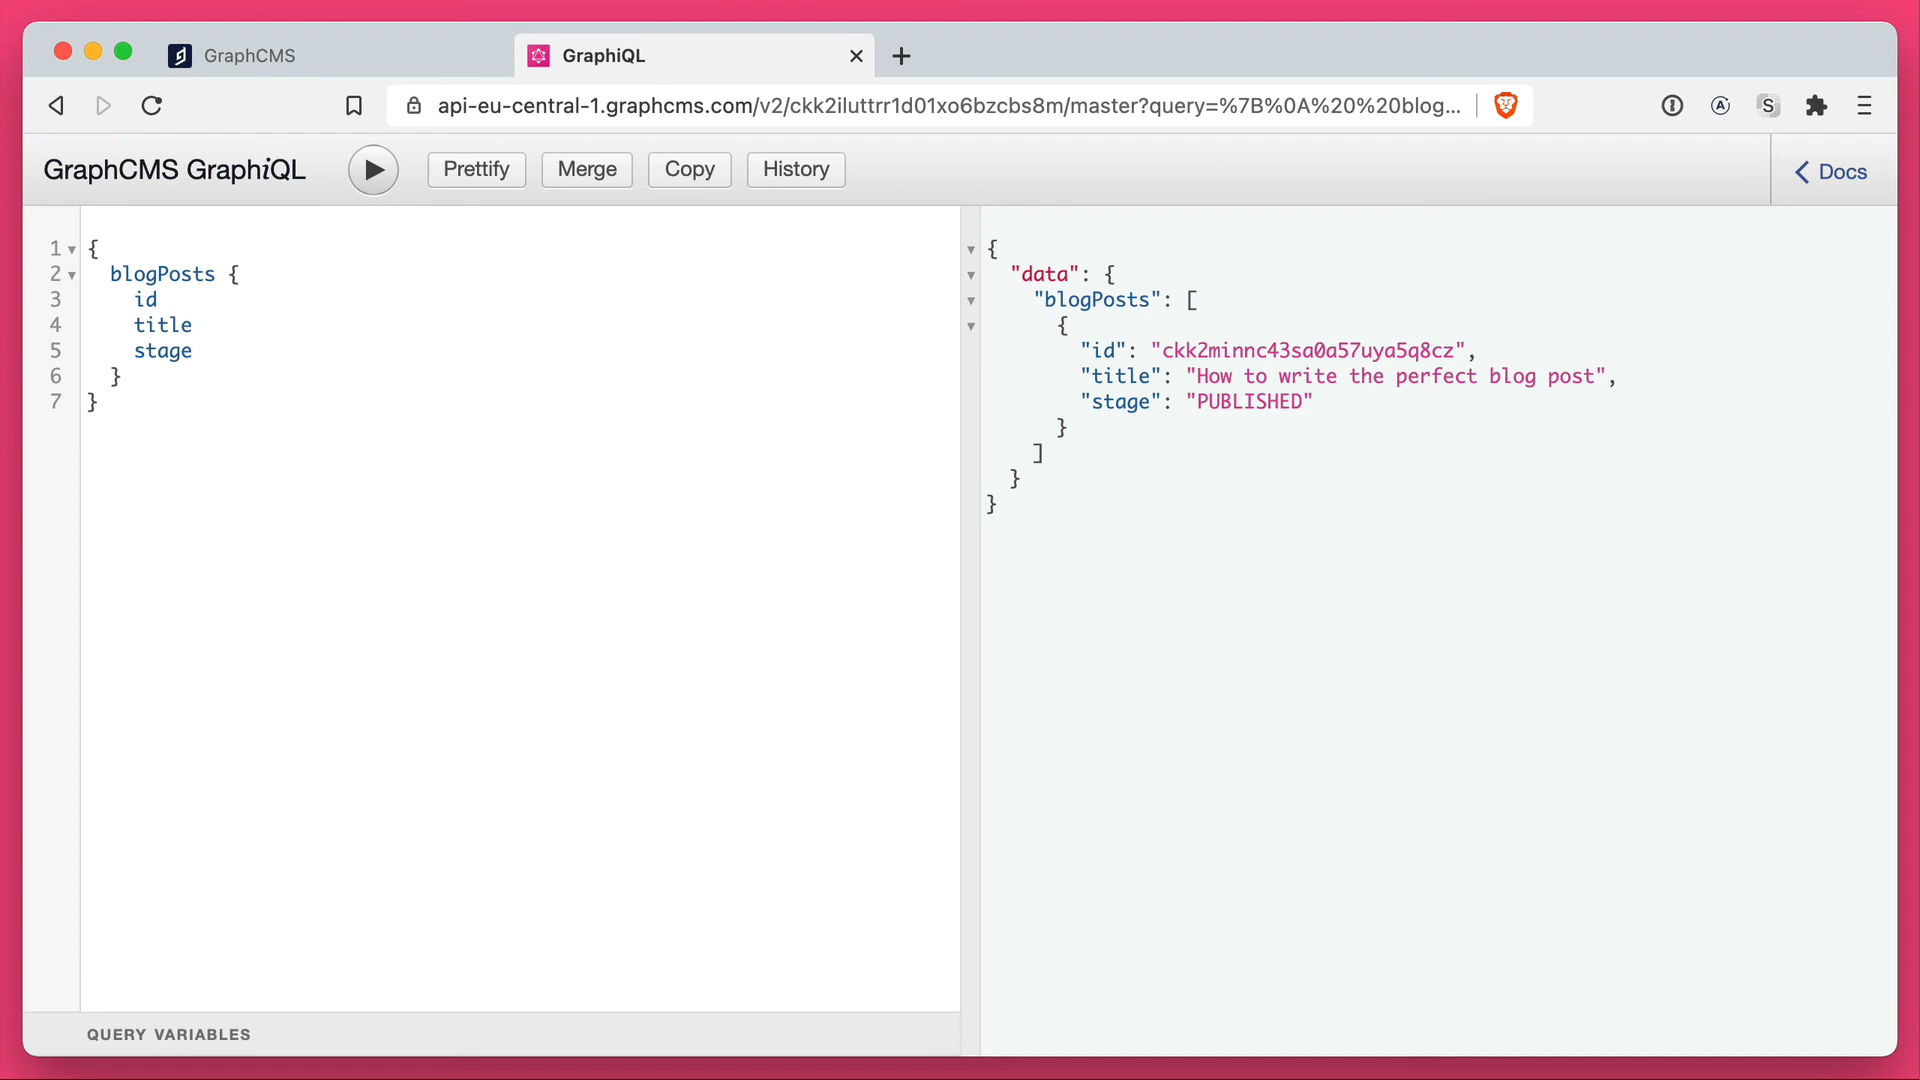 GraphCMS
GraphiQL
api-eu-central-1.graphcms.com/v2/ckk2iluttrr1d01xo6bzcbs8m/master?query=%7B%0A%20%20blog...
GraphCMS GraphiQL
Prettify
Merge
Copy
History
Docs
1 {
2 blogPosts {
3 id
4 title
5 stage
6 }
7 }
{
"data": {
"blogPosts": [
{
"id": "ckk2minnc43sa0a57uya5q8cz",
"title": "How to write the perfect blog post",
"stage": "PUBLISHED"
}
]
}
}
QUERY VARIABLES